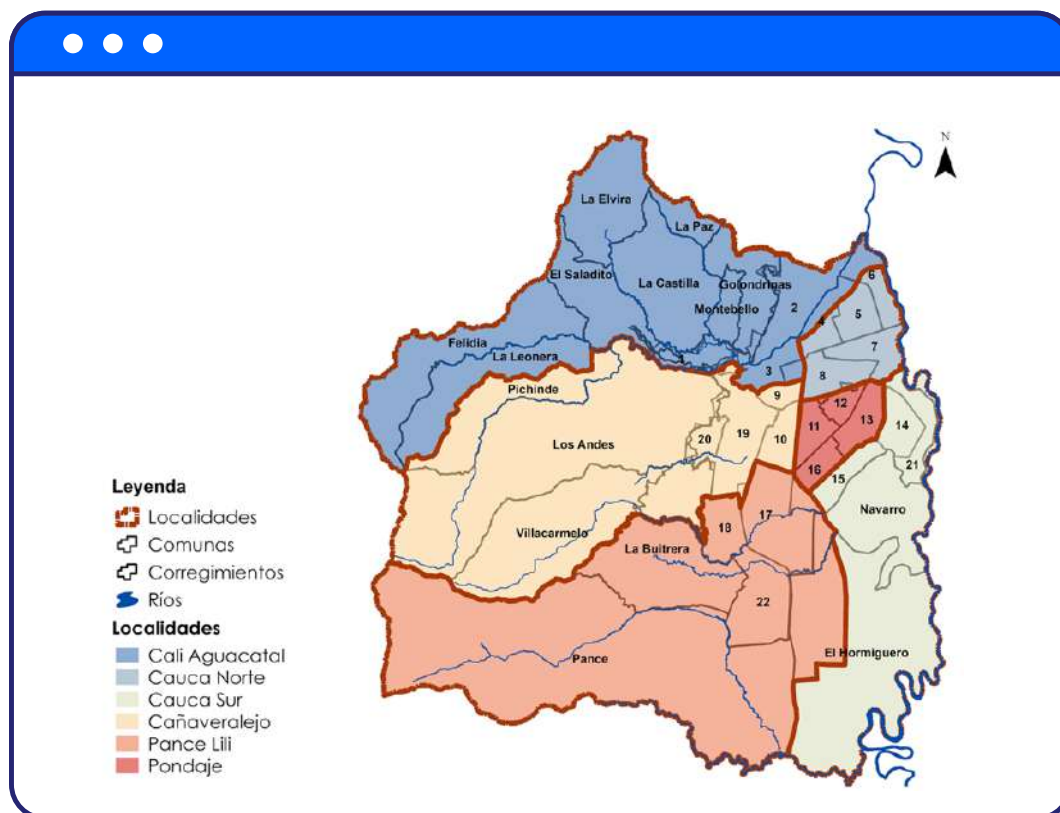 N
La Elvira
La Paz
El Saladito
La Castilla
Golondrinas
Montebello
2
6
4
5
7
Felidia
La Leonera
1
3
8
Pichinde
9
12
11
13
14
Los Andes
20
19
10
16
15
21
Navarro
Villacarmelo
18
17
La Buitrera
22
El Hormiguero
Pance
Leyenda
Localidades
Comunas
Corregimientos
Ríos
Localidades
Cali Aguacatal
Cauca Norte
Cauca Sur
Cañaveralejo
Pance Lili
Pondaje